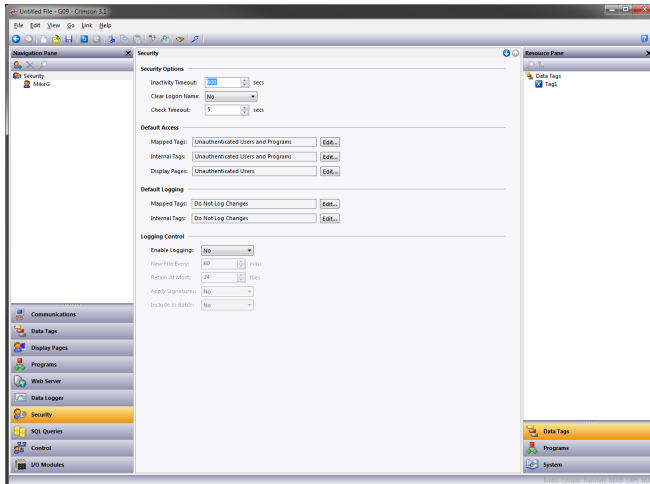 Untitled File - G09 - Crimson 3.1
File Edit View Go Link Help
Navigation Pane
Security
MikeG
Communications
Data Tags
Display Pages
Programs
Web Server
Data Logger
Security
SQL Queries
Control
I/O Modules
Security
Security Options
Inactivity Timeout: 600 secs
Clear Logon Name: No
Check Timeout: 5 secs
Default Access
Mapped Tags: Unauthenticated Users and Programs Edit...
Internal Tags: Unauthenticated Users and Programs Edit...
Display Pages: Unauthenticated Users Edit...
Default Logging
Mapped Tags: Do Not Log Changes Edit...
Internal Tags: Do Not Log Changes Edit...
Logging Control
Enable Logging: No
New File Every: 60 mins
Retain At Most: 24 files
Apply Signatures: No
Include in Batch: No
Resource Pane
Data Tags
Tag1
Data Tags
Programs
System